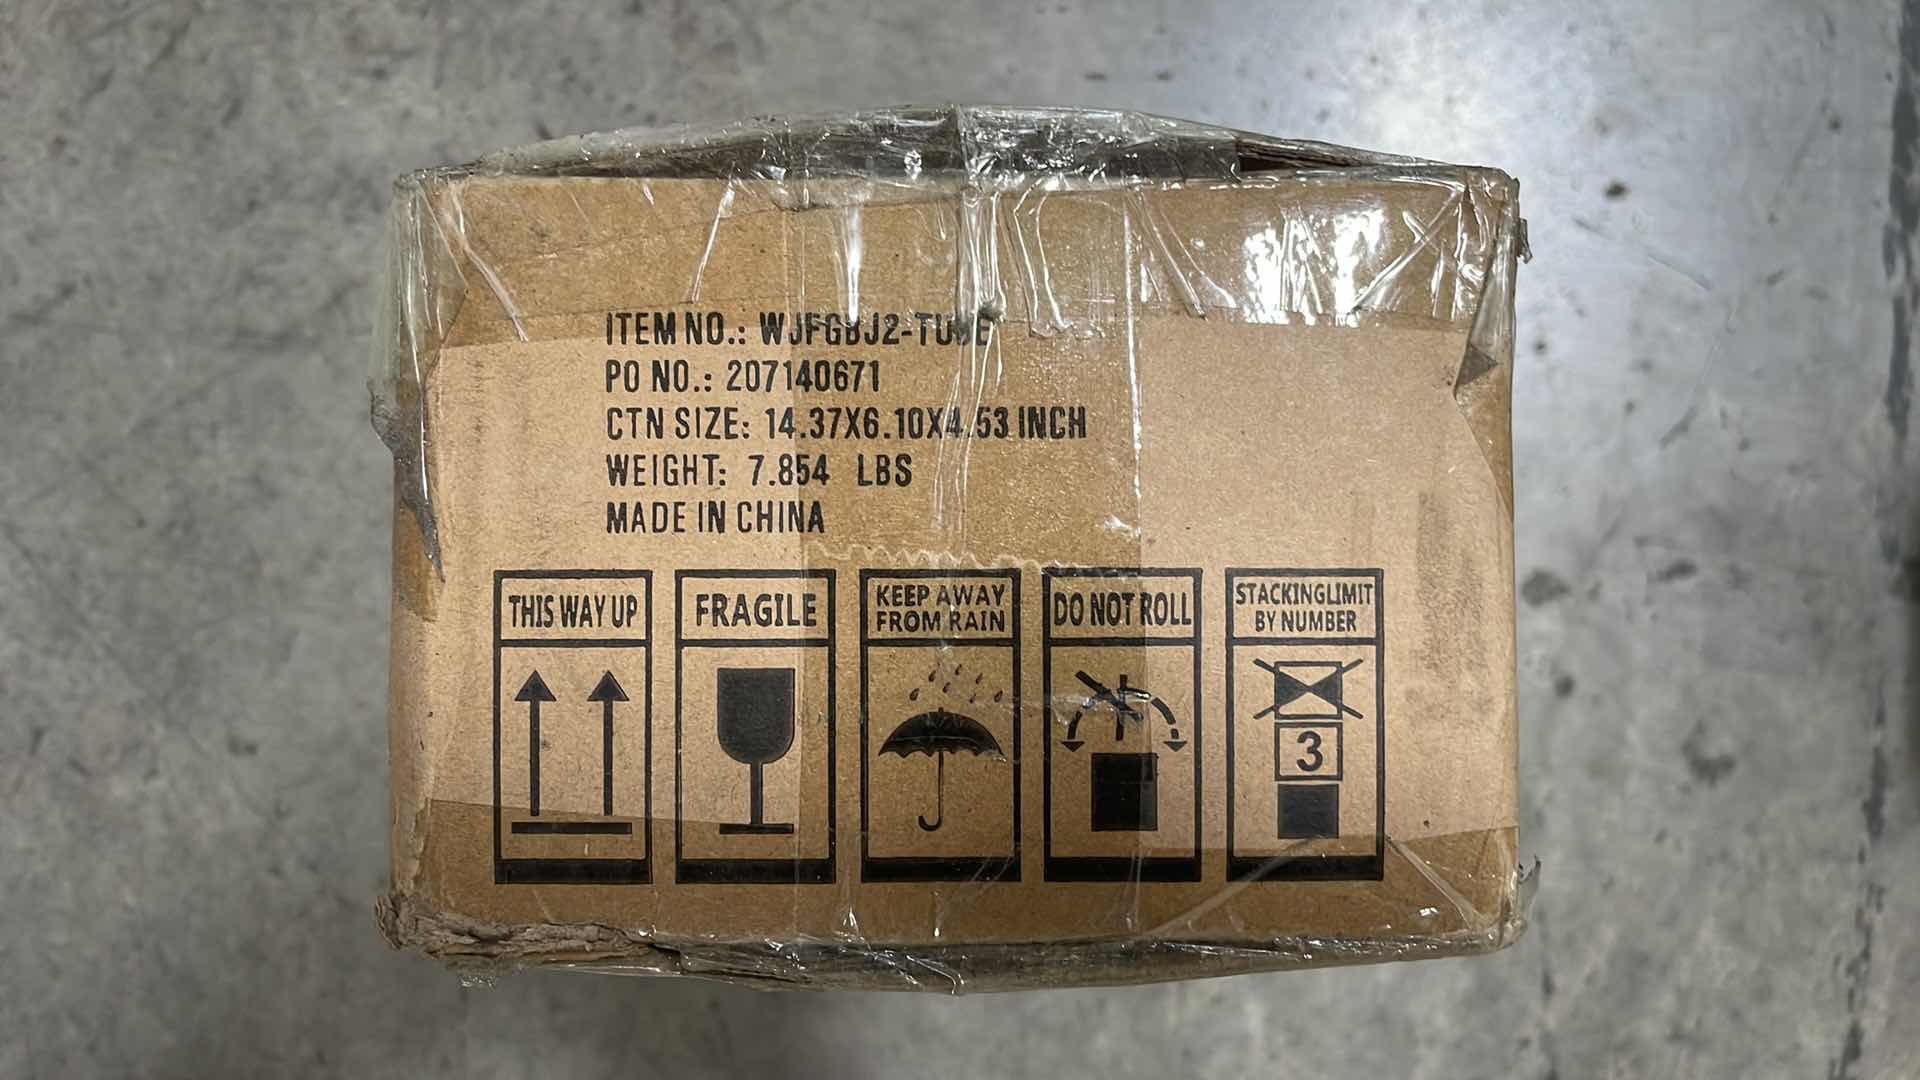 ITEM NO.: WJFGBJ2-TUBE
PO NO.: 207140671
CTN SIZE: 14.37X6.10X4.53 INCH
WEIGHT: 7.854 LBS
MADE IN CHINA
THIS WAY UP
FRAGILE
KEEP AWAY
FROM RAIN
DO NOT ROLL
STACKINGLIMIT
BY NUMBER
3